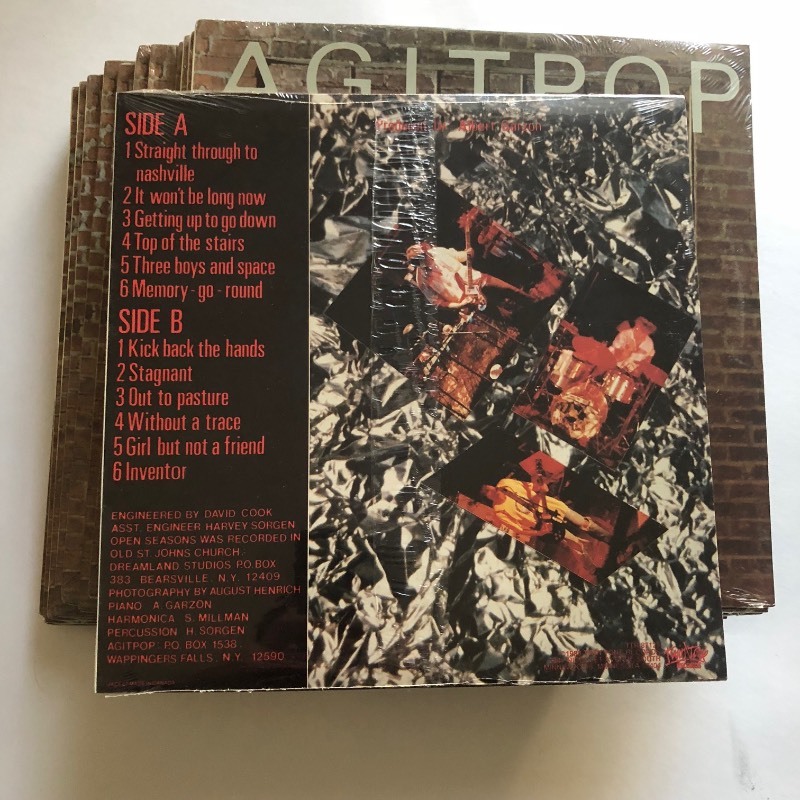 AGITPOP
SIDE A
1 Straight through to
nashville
2 It won't be long now
3 Getting up to go down
4 Top of the stairs
5 Three boys and space
6 Memory-go-round
SIDE B
1 Kick back the hands
2 Stagnant
3 Out to pasture
4 Without a trace
5 Girl but not a friend
6 Inventor
ENGINEERED BY DAVID COOK
ASST. ENGINEER HARVEY SORGEN
OPEN SEASONS WAS RECORDED IN
OLD ST. JOHNS CHURCH.
DREAMLAND STUDIOS P.O. BOX
383 BEARSVILLE, N.Y. 12409
PHOTOGRAPHY BY AUGUST HENRICH
PIANO A GARZON
HARMONICA S. MILLMAN
PERCUSSION H. SORGEN
AGITPOP: P.O. BOX 1538,
WAPPINGERS FALLS, N.Y. 12590